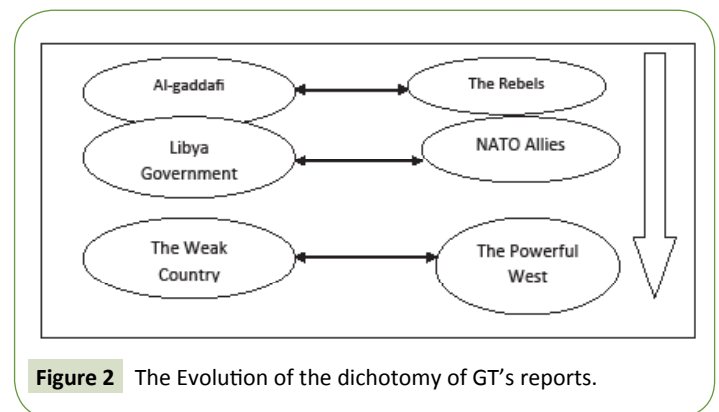 Al-gaddafi
The Rebels
Libya
Government
NATO Allies
The Weak
Country
The Powerful
West
Figure 2 The Evolution of the dichotomy of GT's reports.